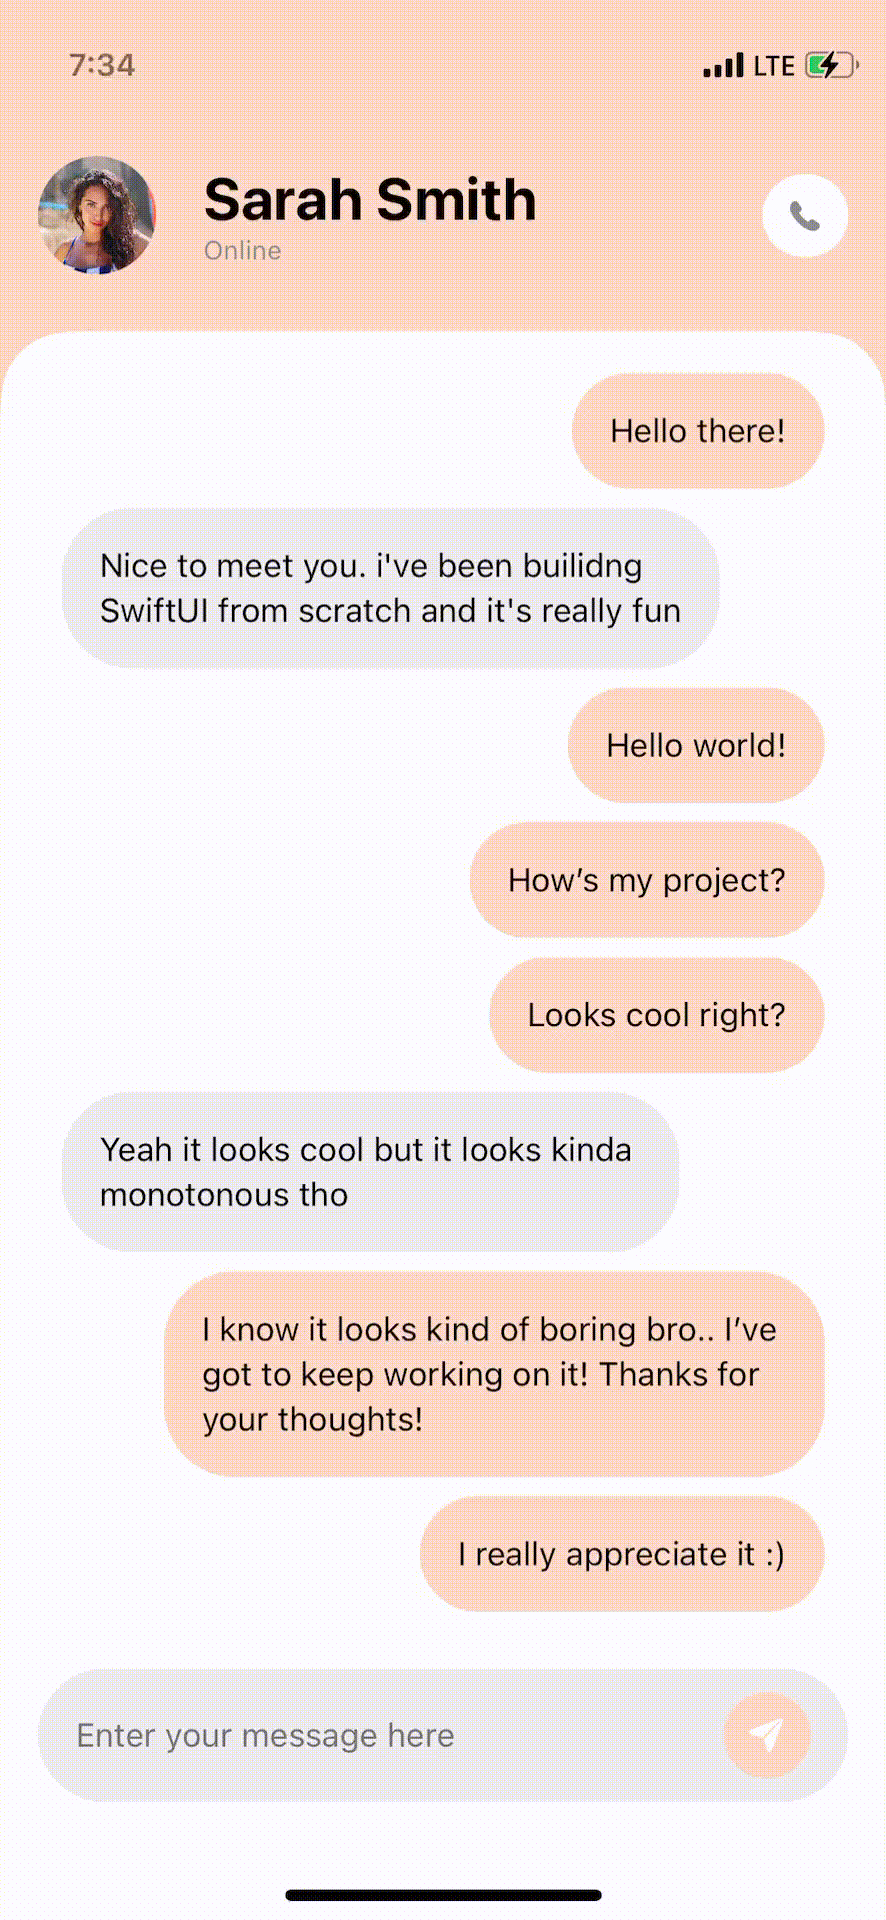 7:34
LTE
Sarah Smith
Online
Hello there!
Nice to meet you. i've been builidng
SwiftUI from scratch and it's really fun
Hello world!
How’s my project?
Looks cool right?
Yeah it looks cool but it looks kinda
monotonous tho
I know it looks kind of boring bro.. I’ve
got to keep working on it! Thanks for
your thoughts!
I really appreciate it :)
Enter your message here